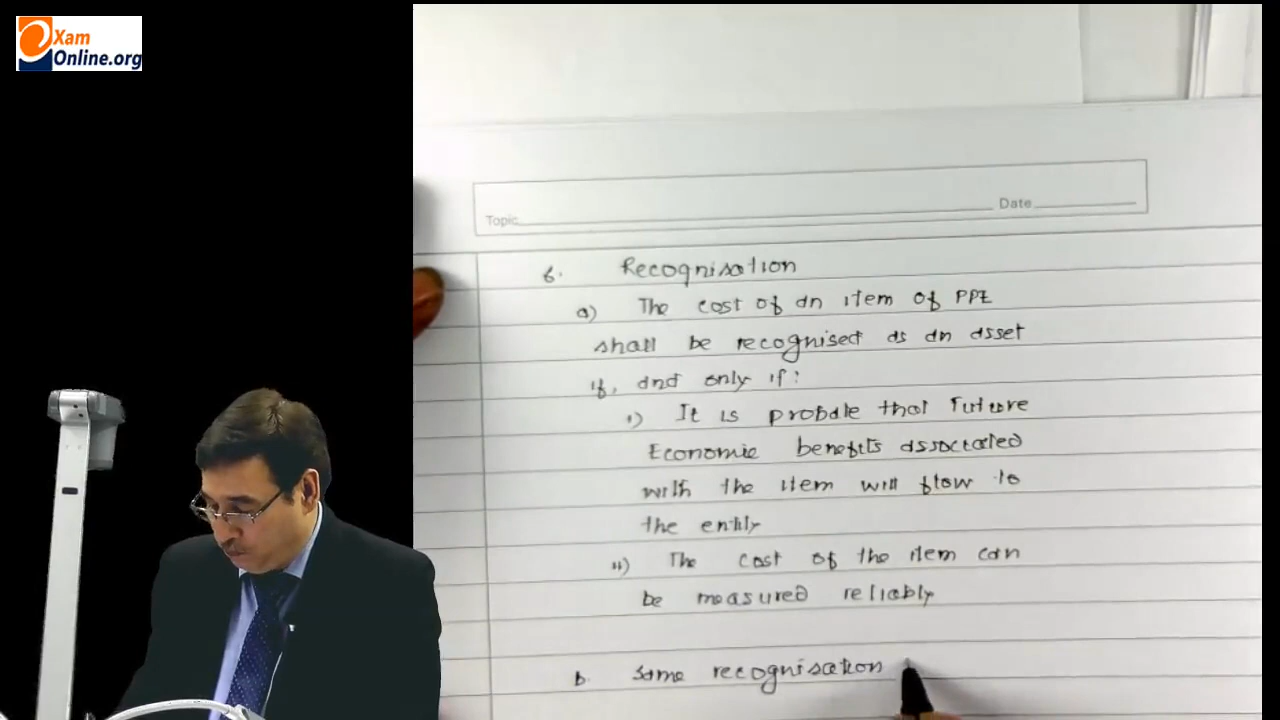 Xam
Online.org
Topic
Date
6. Recognisation
a) The cost of an item of PPE
shall be recognised as an asset
if, and only if:
i) It is probale that future
Economic benefits associated
with the item will flow to
the entity
ii) The cost of the item can
be measured reliably
b. Same recognisation